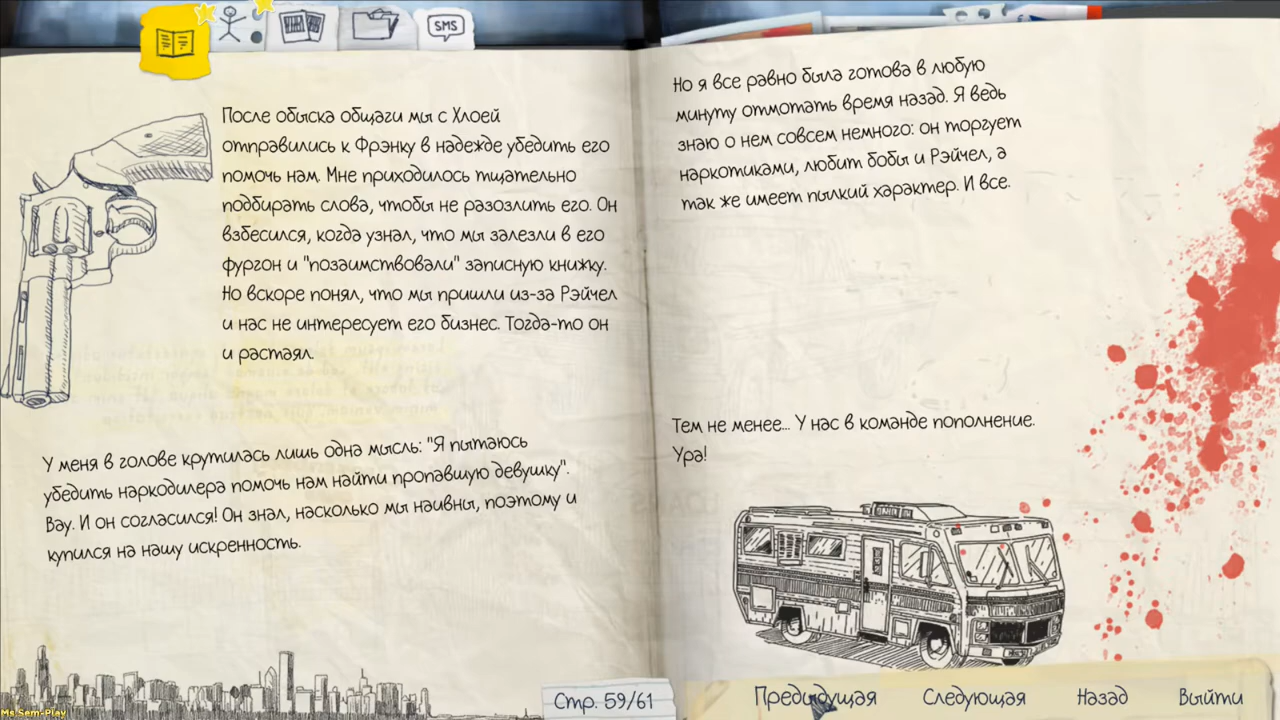 SMS
После обыска общаги мы с Хлоей
отправились к Фрэнку в надежде убедить его
помочь нам. Мне приходилось тщательно
подбирать слова, чтобы не разозлить его. Он
взбесился, когда узнал, что мы залезли в его
фургон и "позаимствовали" записную книжку.
Но вскоре понял, что мы пришли из-за Рэйчел
и нас не интересует его бизнес. Тогда-то он
и растаял.
У меня в голове крутилась лишь одна мысль: "Я пытаюсь
убедить наркодилера помочь нам найти пропавшую девушку".
Вау. И он согласился! Он знал, насколько мы наивны, поэтому и
купился на нашу искренность.
Но я все равно была готова в любую
минуту отмотать время назад. Я ведь
знаю о нем совсем немного: он торгует
наркотиками, любит бобы и Рэйчел, а
так же имеет пылкий характер. И все.
Тем не менее... У нас в команде пополнение.
Ура!
Стр. 59/61
Предыдущая
Следующая
Назад
Выйти
Ms.Sem-Play